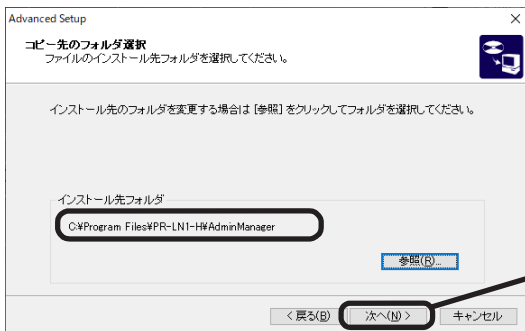 Advanced Setup
コピー先のフォルダ選択
ファイルのインストール先フォルダを選択してください。
インストール先のフォルダを変更する場合は [参照] をクリックしてフォルダを選択してください。
インストール先フォルダ
C:¥Program Files¥PR-LN1-H¥AdminManager
参照(R)...
< 戻る(B)
次へ(N) >
キャンセル